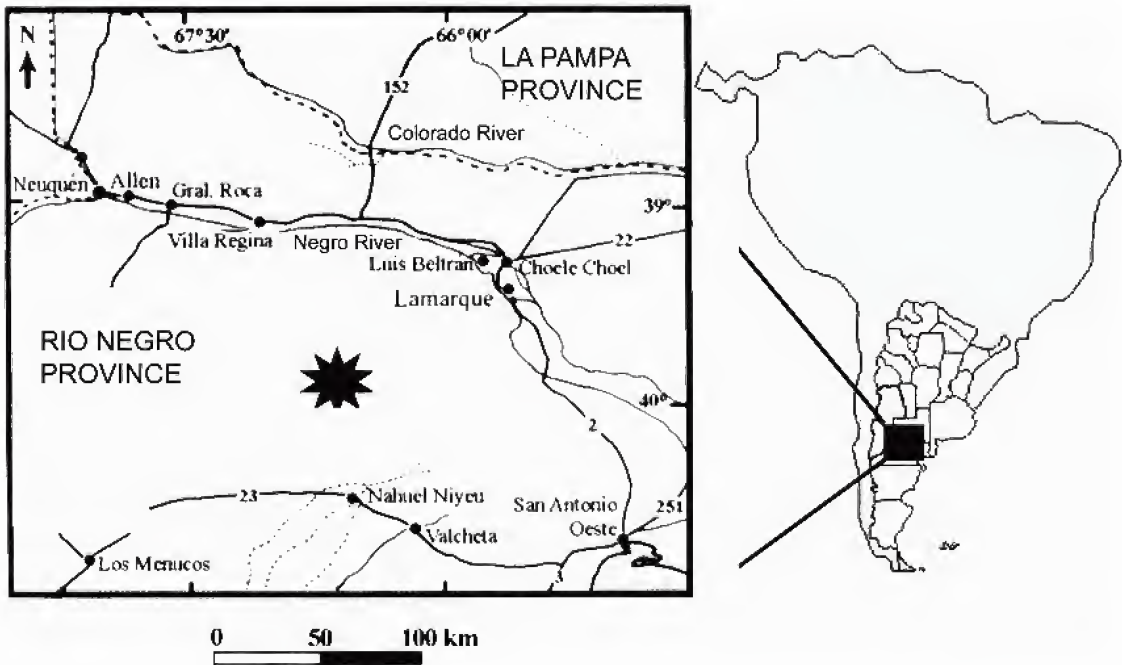 N
67°30'
66°00'
LA PAMPA
PROVINCE
152
Colorado River
Neuquén
Allen
Gral. Roca
39°
Villa Regina
Negro River
22
Luis Beltran
Choele Choel
Lamarque
RIO NEGRO
PROVINCE
40°
2
23
Nahuel Niyeu
San Antonio
Oeste
251
Valcheta
Los Menucos
3
0 50 100 km